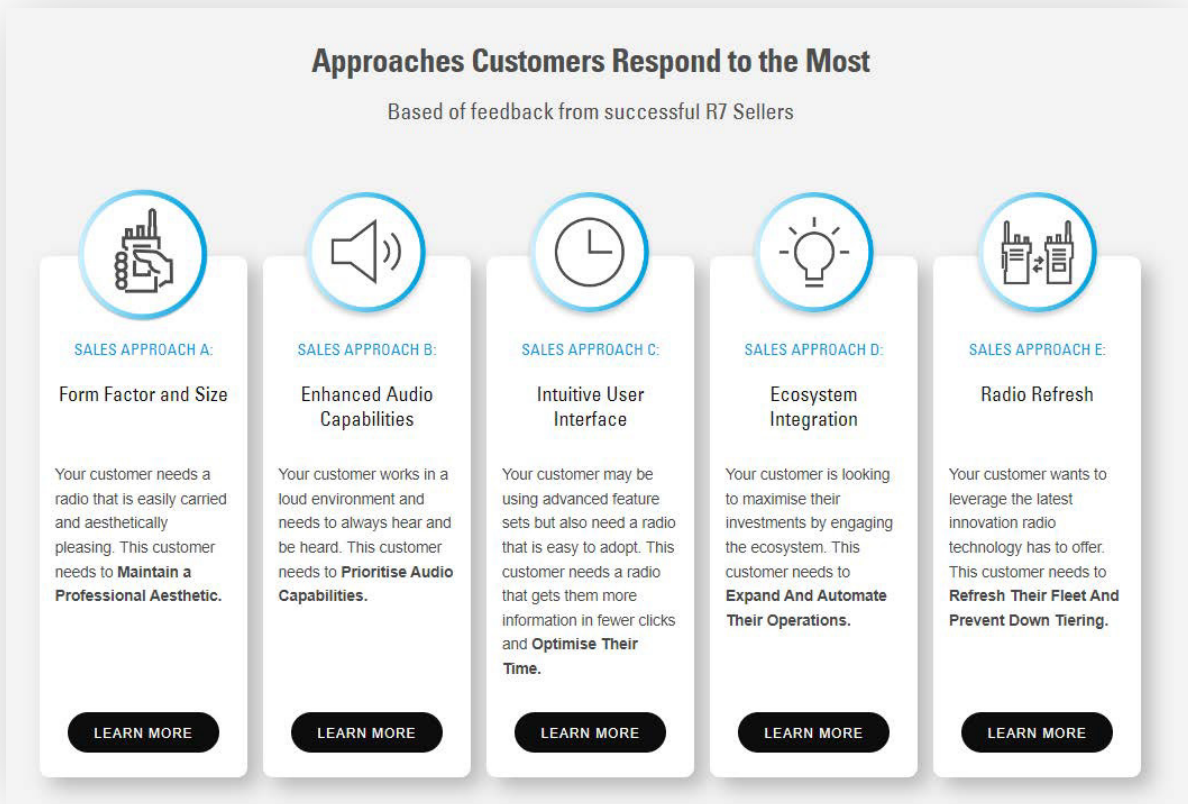 Approaches Customers Respond to the Most
Based of feedback from successful R7 Sellers
SALES APPROACH A:
Form Factor and Size
Your customer needs a
radio that is easily carried
and aesthetically
pleasing. This customer
needs to Maintain a
Professional Aesthetic.
LEARN MORE
SALES APPROACH B:
Enhanced Audio
Capabilities
Your customer works in a
loud environment and
needs to always hear and
be heard. This customer
needs to Prioritise Audio
Capabilities.
LEARN MORE
SALES APPROACH C:
Intuitive User
Interface
Your customer may be
using advanced feature
sets but also need a radio
that is easy to adopt. This
customer needs a radio
that gets them more
information in fewer clicks
and Optimise Their
Time.
LEARN MORE
SALES APPROACH D:
Ecosystem
Integration
Your customer is looking
to maximise their
investments by engaging
the ecosystem. This
customer needs to
Expand And Automate
Their Operations.
LEARN MORE
SALES APPROACH E:
Radio Refresh
Your customer wants to
leverage the latest
innovation radio
technology has to offer.
This customer needs to
Refresh Their Fleet And
Prevent Down Tiering.
LEARN MORE